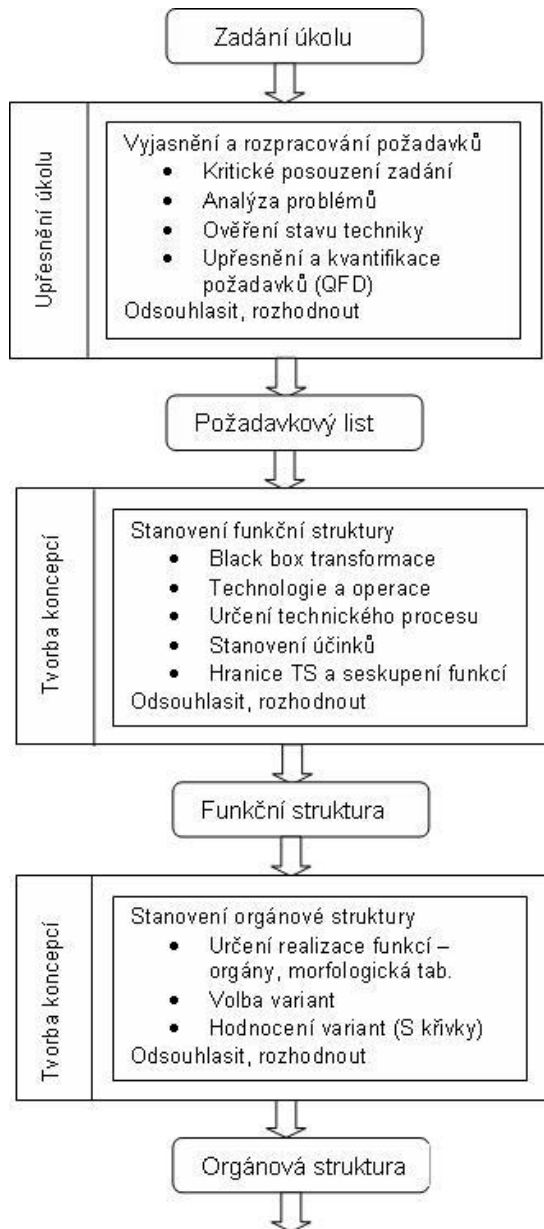 Zadání úkolu
Upřesnění úkolu
Vyjasnění a rozpracování požadavků
• Kritické posouzení zadání
• Analýza problémů
• Ověření stavu techniky
• Upřesnění a kvantifikace
požadavků (QFD)
Odsouhlasit, rozhodnout
Požadavkový list
Tvorba koncepcí
Stanovení funkční struktury
• Black box transformace
• Technologie a operace
• Určení technického procesu
• Stanovení účinků
• Hranice TS a seskupení funkcí
Odsouhlasit, rozhodnout
Funkční struktura
Tvorba koncepcí
Stanovení orgánové struktury
• Určení realizace funkcí –
orgány, morfologická tab.
• Volba variant
• Hodnocení variant (S křivky)
Odsouhlasit, rozhodnout
Orgánová struktura